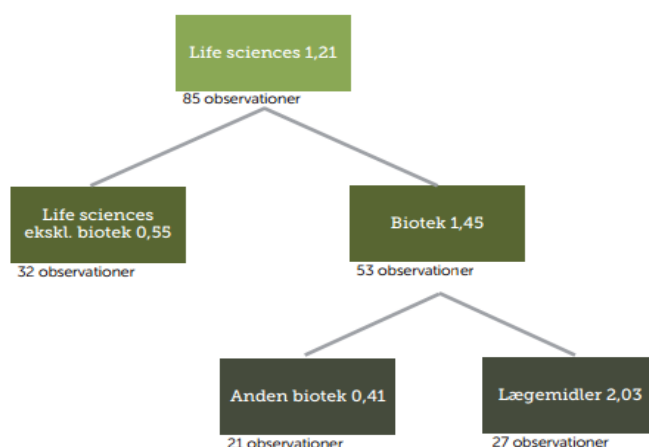 Life sciences 1,21
85 observationer
Life sciences
ekskl. biotek 0,55
32 observationer
Biotek 1,45
53 observationer
Anden biotek 0,41
21 observationer
Lægemidler 2,03
27 observationer